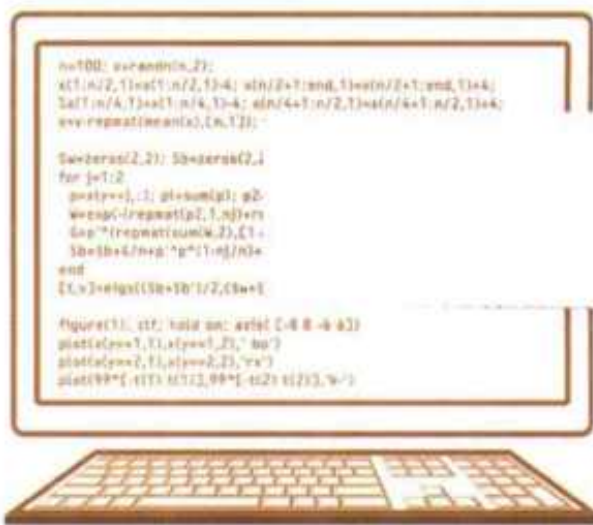 n=100; x=randn(n,2);
x(1:n/2,1)=x(1:n/2,1)-4; x(n/2+1:end,1)=x(n/2+1:end,1)+4;
%x(1:n/4,1)=x(1:n/4,1)-4; x(n/4+1:n/2,1)=x(n/4+1:n/2,1)+4;
x=x-repmat(mean(x),[n,1]);
Sw=zeros(2,2); Sb=zeros(2,2
for j=1:2
p=x(y==j,:); p1=sum(p); p2=
W=exp(-(repmat(p2,1,nj)+re
G=p'*(repmat(sum(W,2),[1
Sb=Sb+G/n+p'*p*(1-nj/n)+
end
[t,v]=eigs((Sb+Sb')/2,(Sw+S
figure(1); clf; hold on; axis([-8 8 -6 6])
plot(x(y==1,1),x(y==1,2),'bo')
plot(x(y==2,1),x(y==2,2),'rx')
plot(99*[-t(1) t(1)],99*[-t(2) t(2)],'k-')